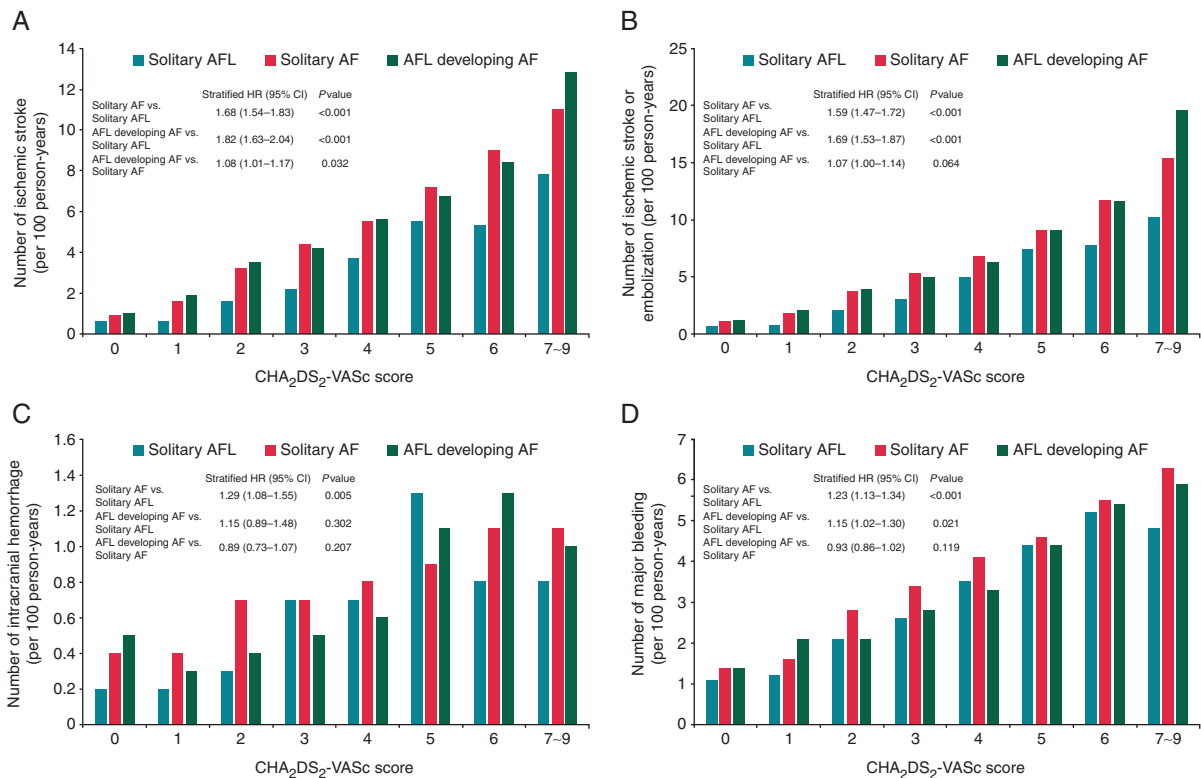 A
14
12
10
8
6
4
2
0
Number of ischemic stroke
(per 100 person-years)
Solitary AFL Solitary AF AFL developing AF
Stratified HR (95% CI) Pvalue
Solitary AF vs.
Solitary AFL 1.68 (1.54–1.83) <0.001
AFL developing AF vs.
Solitary AFL 1.82 (1.63–2.04) <0.001
AFL developing AF vs.
Solitary AF 1.08 (1.01–1.17) 0.032
0 1 2 3 4 5 6 7~9
CHA2DS2-VASc score
B
25
20
15
10
5
0
Number of ischemic stroke or
embolization (per 100 person-years)
Solitary AFL Solitary AF AFL developing AF
Stratified HR (95% CI) Pvalue
Solitary AF vs.
Solitary AFL 1.59 (1.47–1.72) <0.001
AFL developing AF vs.
Solitary AFL 1.69 (1.53–1.87) <0.001
AFL developing AF vs.
Solitary AF 1.07 (1.00–1.14) 0.064
0 1 2 3 4 5 6 7~9
CHA2DS2-VASc score
C
1.6
1.4
1.2
1.0
0.8
0.6
0.4
0.2
0
Number of intracranial hemorrhage
(per 100 person-years)
Solitary AFL Solitary AF AFL developing AF
Stratified HR (95% CI) Pvalue
Solitary AF vs.
Solitary AFL 1.29 (1.08–1.55) 0.005
AFL developing AF vs.
Solitary AFL 1.15 (0.89–1.48) 0.302
AFL developing AF vs.
Solitary AF 0.89 (0.73–1.07) 0.207
0 1 2 3 4 5 6 7~9
CHA2DS2-VASc score
D
7
6
5
4
3
2
1
0
Number of major bleeding
(per 100 person-years)
Solitary AFL Solitary AF AFL developing AF
Stratified HR (95% CI) Pvalue
Solitary AF vs.
Solitary AFL 1.23 (1.13–1.34) <0.001
AFL developing AF vs.
Solitary AFL 1.15 (1.02–1.30) 0.021
AFL developing AF vs.
Solitary AF 0.93 (0.86–1.02) 0.119
0 1 2 3 4 5 6 7~9
CHA2DS2-VASc score